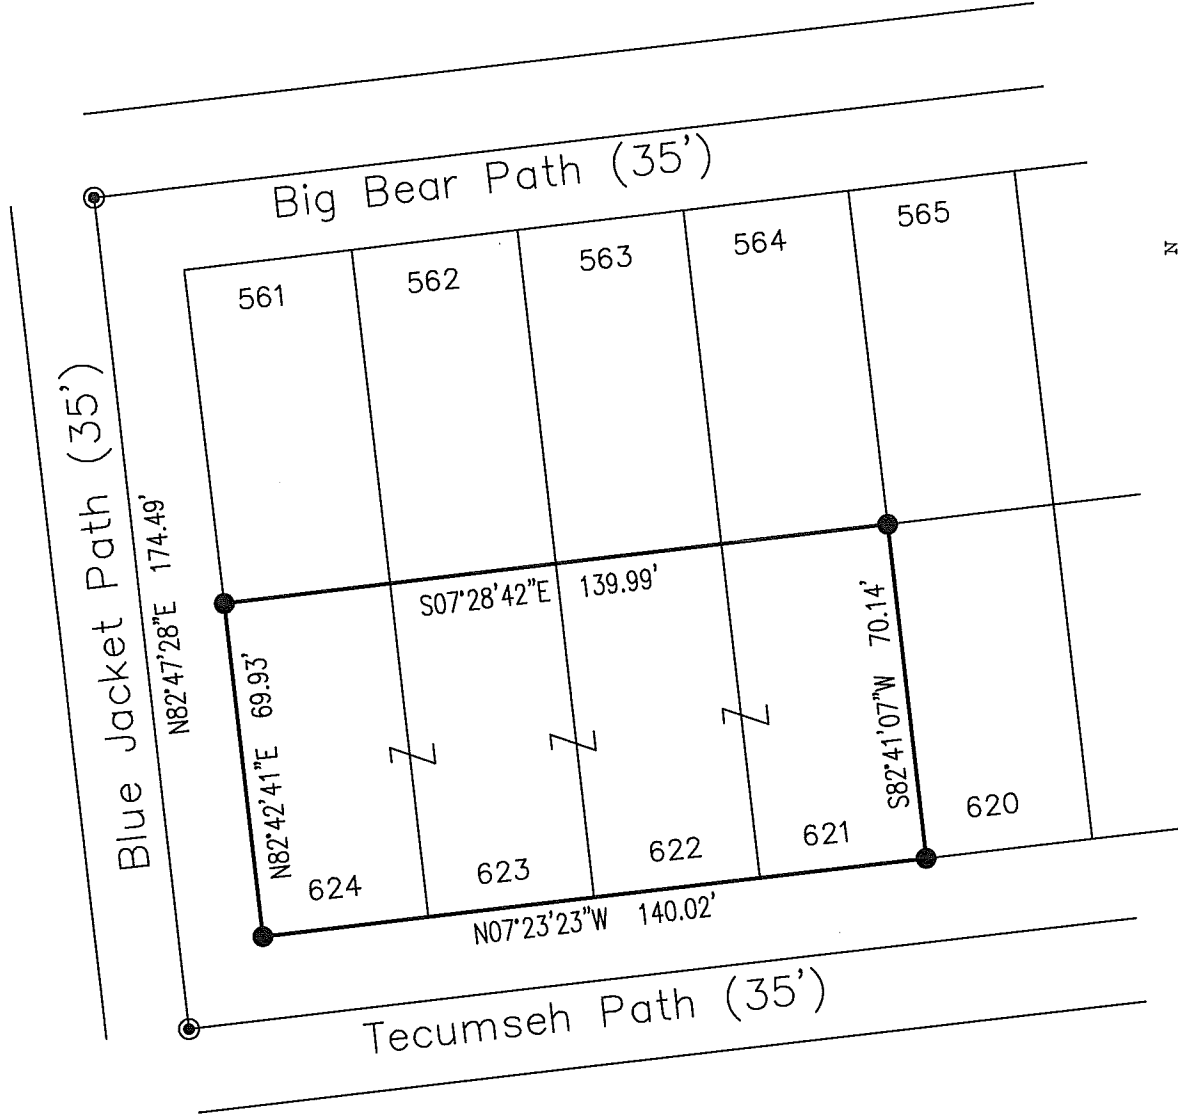 Big Bear Path (35')
561
562
563
564
565
N
Blue Jacket Path (35')
N82°47'28"E 174.49'
S07°28'42"E 139.99'
N82°42'41"E 69.93'
S82°41'07"W 70.14'
624
623
622
621
620
N07°23'23"W 140.02'
Tecumseh Path (35')